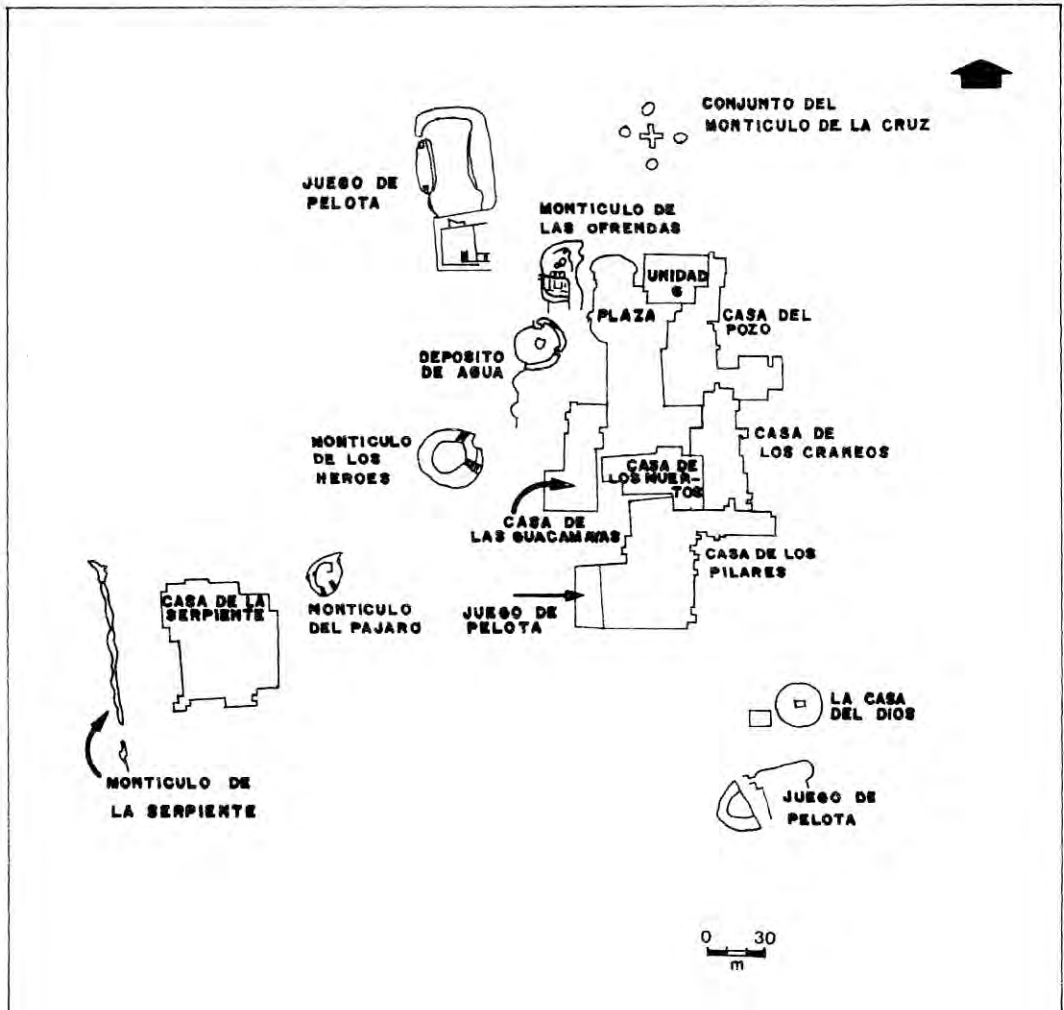 CONJUNTO DEL
MONTICULO DE LA CRUZ
JUEGO DE
PELOTA
MONTICULO DE
LAS OFRENDAS
UNIDAD
6
PLAZA
CASA DEL
POZO
DEPOSITO
DE AGUA
MONTICULO
DE LOS
HEROES
CASA DE
LOS CRANEOS
CASA DE
LOS MUER-
TOS
CASA DE
LAS GUACAMAYAS
CASA DE LOS
PILARES
CASA DE LA
SERPIENTE
MONTICULO
DEL PAJARO
JUEGO DE
PELOTA
LA CASA
DEL DIOS
MONTICULO DE
LA SERPIENTE
JUEGO DE
PELOTA
0 30
m